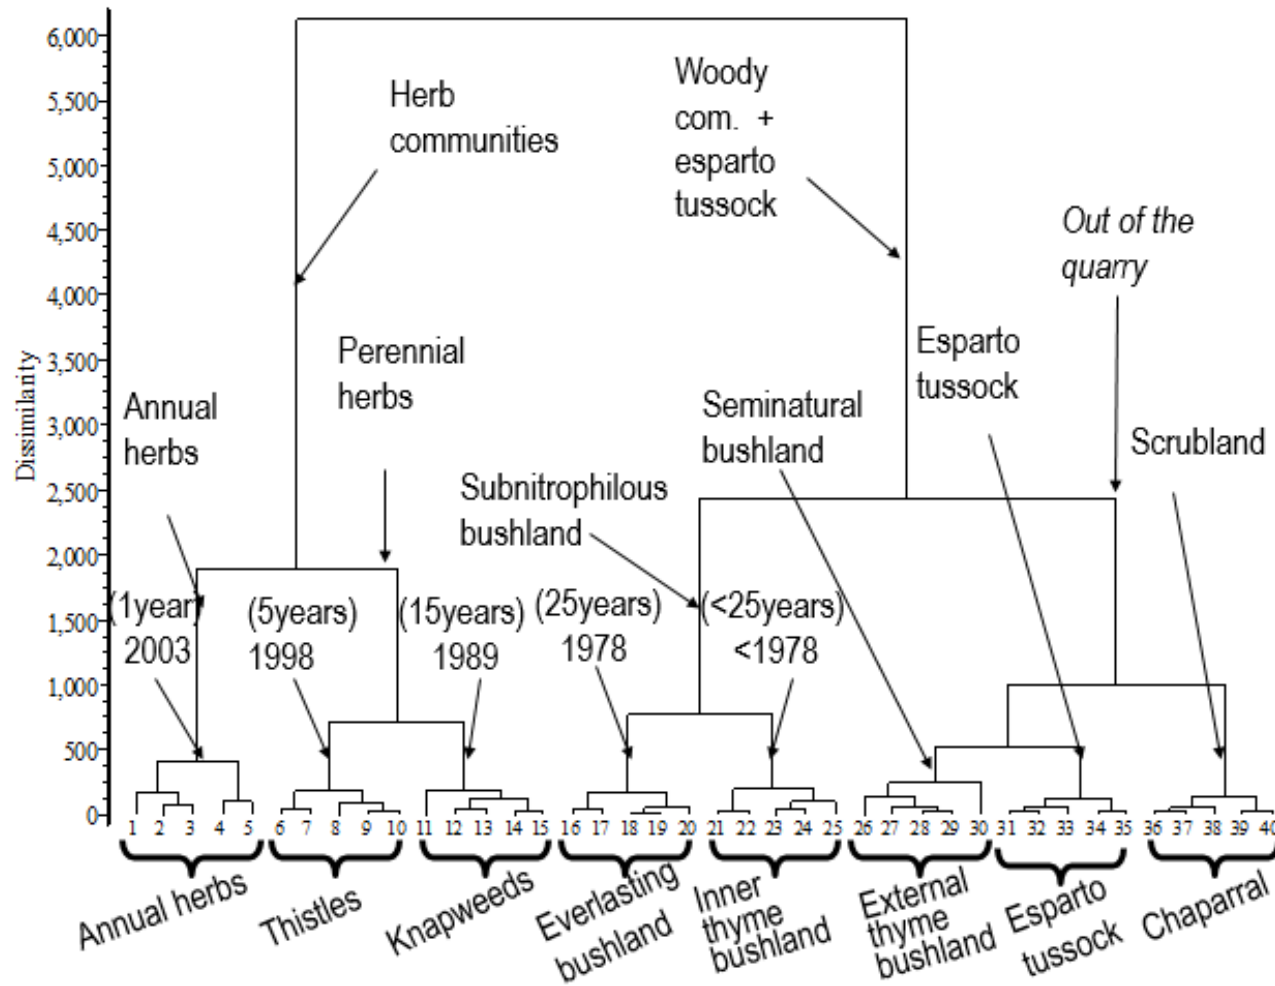 6,000
5,500
5,000
4,500
4,000
3,500
3,000
2,500
2,000
1,500
1,000
500
0
Dissimilarity
Herb
communities
Woody
com. +
esparto
tussock
Out of the
quarry
Perennial
herbs
Esparto
tussock
Annual
herbs
Seminatural
bushland
Scrubland
Subnitrophilous
bushland
(1year)
2003
(5years)
1998
(15years)
1989
(25years)
1978
(<25years)
<1978
1 2 3 4 5 6 7 8 9 10 11 12 13 14 15 16 17 18 19 20 21 22 23 24 25 26 27 28 29 30 31 32 33 34 35 36 37 38 39 40
Annual herbs
Thistles
Knapweeds
Everlasting
bushland
Inner
thyme
bushland
External
thyme
bushland
Esparto
tussock
Chaparral